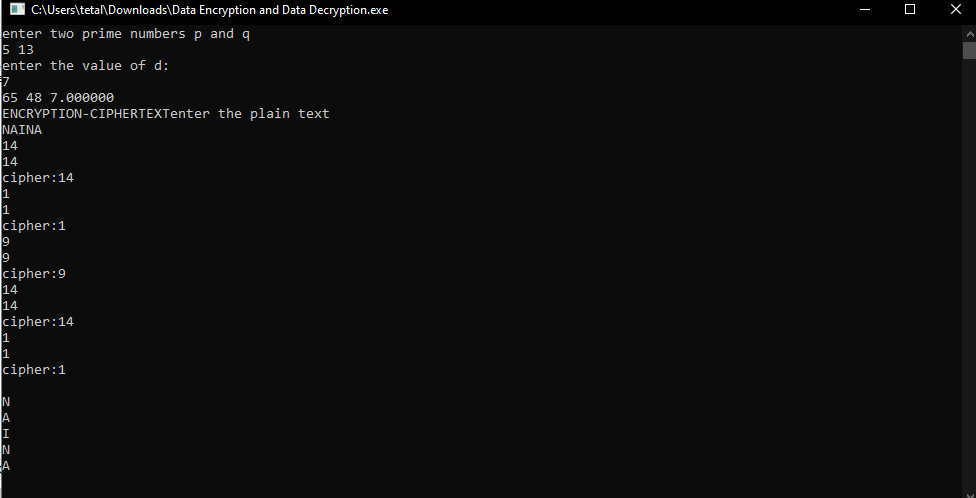 C:\Users\tetal\Downloads\Data Encryption and Data Decryption.exe
enter two prime numbers p and q
5 13
enter the value of d:
7
65 48 7.000000
ENCRYPTION-CIPHERTEXTenter the plain text
NAINA
14
14
cipher:14
1
1
cipher:1
9
9
cipher:9
14
14
cipher:14
1
1
cipher:1
N
A
I
N
A